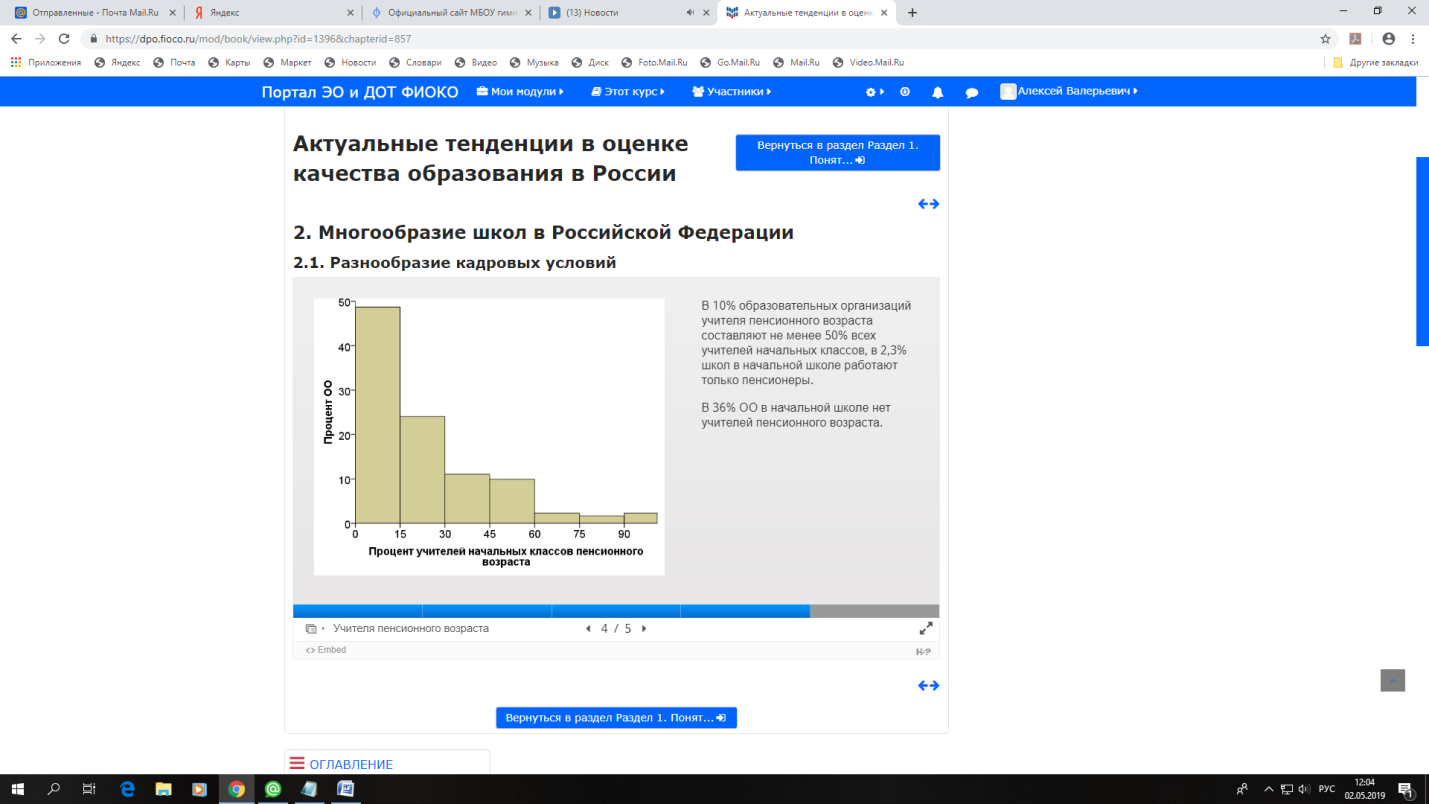 Отправленные - Почта Mail.Ru
Яндекс
Официальный сайт МБОУ гимн
(13) Новости
Актуальные тенденции в оценк
https://dpo.fioco.ru/mod/book/view.php?id=1396&chapterid=857
Приложения Яндекс Почта Карты Маркет Новости Словари Видео Музыка Диск Foto.Mail.Ru Go.Mail.Ru Mail.Ru Video.Mail.Ru Другие закладки
Портал ЭО и ДОТ ФИОКО Мои модули Этот курс Участники Алексей Валерьевич
Актуальные тенденции в оценке
качества образования в России
Вернуться в раздел Раздел 1.
Понят...
2. Многообразие школ в Российской Федерации
2.1. Разнообразие кадровых условий
50
40
30
20
10
0
Процент ОО
0 15 30 45 60 75 90
Процент учителей начальных классов пенсионного
возраста
В 10% образовательных организаций
учителя пенсионного возраста
составляют не менее 50% всех
учителей начальных классов, в 2,3%
школ в начальной школе работают
только пенсионеры.
В 36% ОО в начальной школе нет
учителей пенсионного возраста.
Учителя пенсионного возраста
4 / 5
<> Embed
H-P
Вернуться в раздел Раздел 1. Понят...
ОГЛАВЛЕНИЕ
РУС
12:04
02.05.2019
1